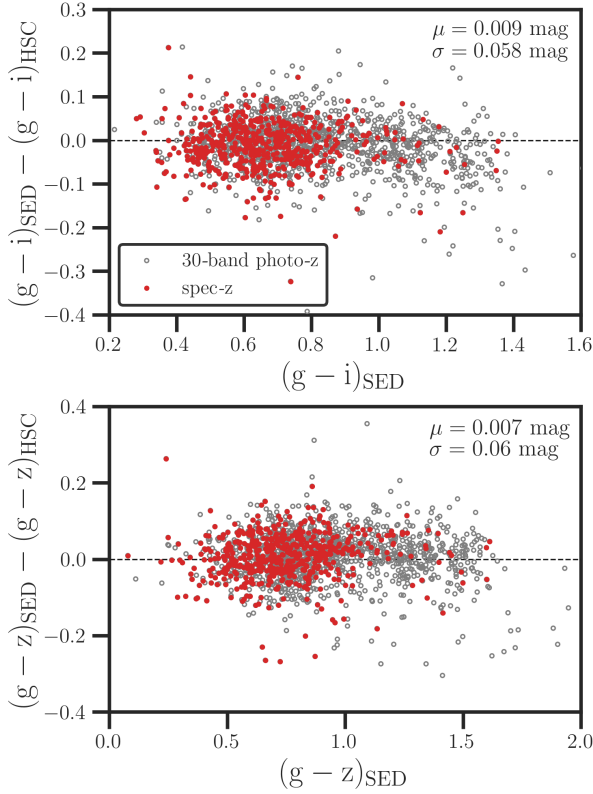 0.3
0.2
0.1
0.0
−0.1
−0.2
−0.3
−0.4
(g − i)SED − (g − i)HSC
μ = 0.009 mag
σ = 0.058 mag
30-band photo-z
spec-z
0.2 0.4 0.6 0.8 1.0 1.2 1.4 1.6
(g − i)SED
0.4
0.2
0.0
−0.2
−0.4
(g − z)SED − (g − z)HSC
μ = 0.007 mag
σ = 0.06 mag
0.0 0.5 1.0 1.5 2.0
(g − z)SED